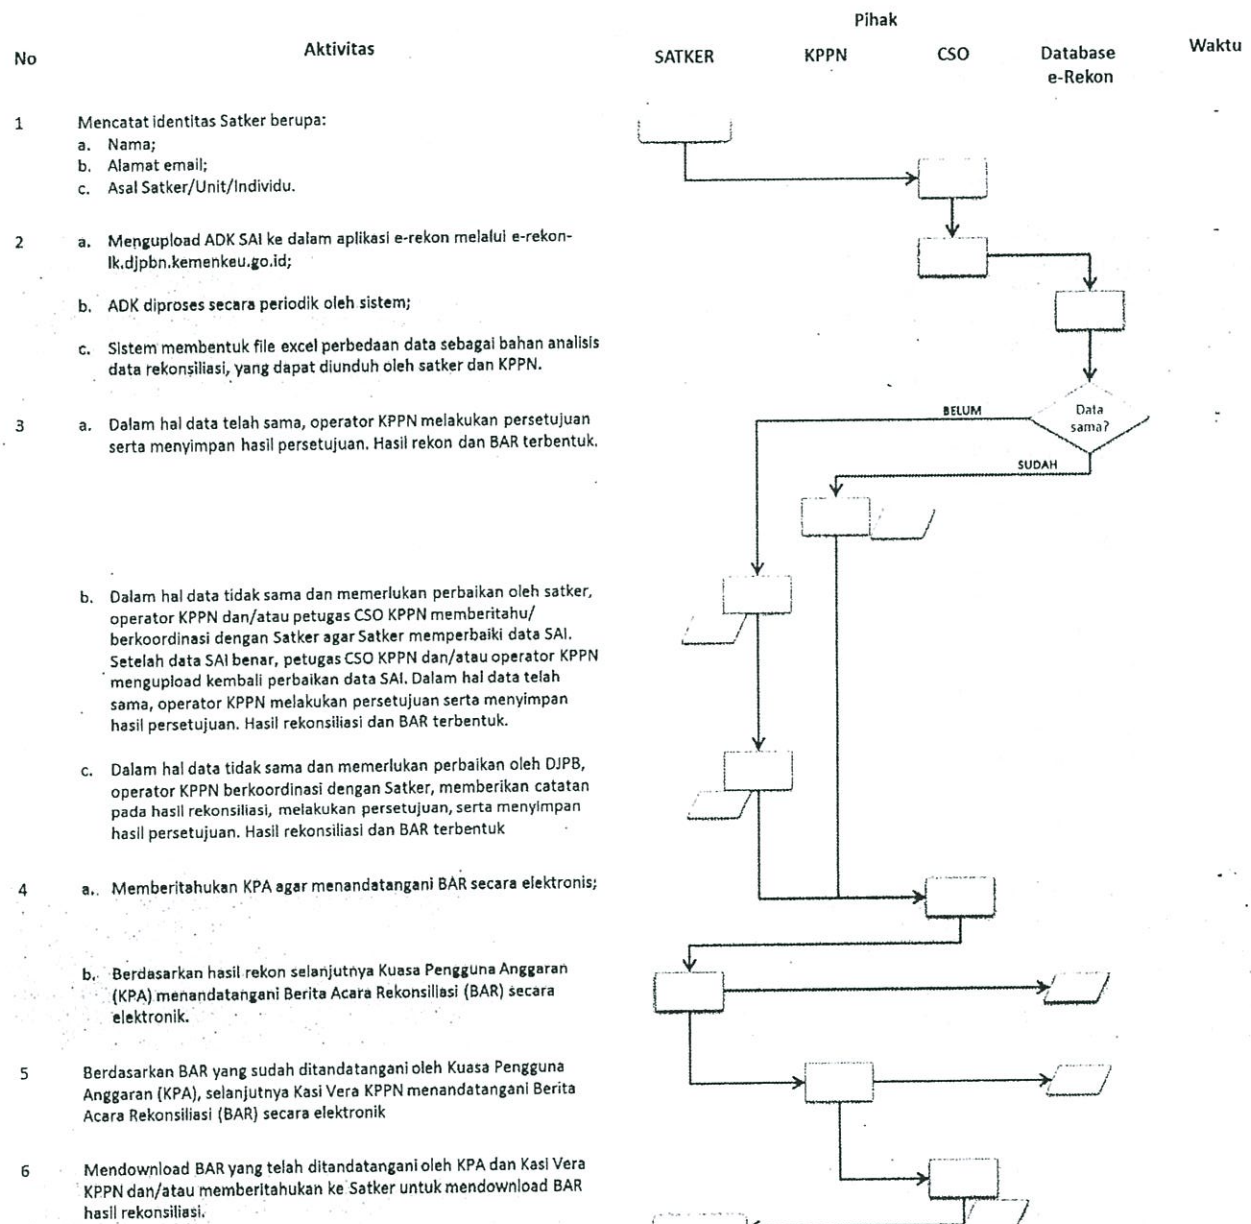 Pihak
No
Aktivitas
SATKER
KPPN
CSO
Database
e-Rekon
Waktu
1
Mencatat identitas Satker berupa:
a. Nama;
b. Alamat email;
c. Asal Satker/Unit/Individu.
-
2
a. Mengupload ADK SAI ke dalam aplikasi e-rekon melalui e-rekon-
lk.djpbn.kemenkeu.go.id;
-
b. ADK diproses secara periodik oleh sistem;
c. Sistem membentuk file excel perbedaan data sebagai bahan analisis
data rekonsiliasi, yang dapat diunduh oleh satker dan KPPN.
3
a. Dalam hal data telah sama, operator KPPN melakukan persetujuan
serta menyimpan hasil persetujuan. Hasil rekon dan BAR terbentuk.
BELUM
Data
sama?
-
SUDAH
b. Dalam hal data tidak sama dan memerlukan perbaikan oleh satker,
operator KPPN dan/atau petugas CSO KPPN memberitahu/
berkoordinasi dengan Satker agar Satker memperbaiki data SAI.
Setelah data SAI benar, petugas CSO KPPN dan/atau operator KPPN
mengupload kembali perbaikan data SAI. Dalam hal data telah
sama, operator KPPN melakukan persetujuan serta menyimpan
hasil persetujuan. Hasil rekonsiliasi dan BAR terbentuk.
c. Dalam hal data tidak sama dan memerlukan perbaikan oleh DJPB,
operator KPPN berkoordinasi dengan Satker, memberikan catatan
pada hasil rekonsiliasi, melakukan persetujuan, serta menyimpan
hasil persetujuan. Hasil rekonsiliasi dan BAR terbentuk
4
a. Memberitahukan KPA agar menandatangani BAR secara elektronis;
b. Berdasarkan hasil rekon selanjutnya Kuasa Pengguna Anggaran
(KPA) menandatangani Berita Acara Rekonsiliasi (BAR) secara
elektronik.
5
Berdasarkan BAR yang sudah ditandatangani oleh Kuasa Pengguna
Anggaran (KPA), selanjutnya Kasi Vera KPPN menandatangani Berita
Acara Rekonsiliasi (BAR) secara elektronik
6
Mendownload BAR yang telah ditandatangani oleh KPA dan Kasi Vera
KPPN dan/atau memberitahukan ke Satker untuk mendownload BAR
hasil rekonsiliasi.